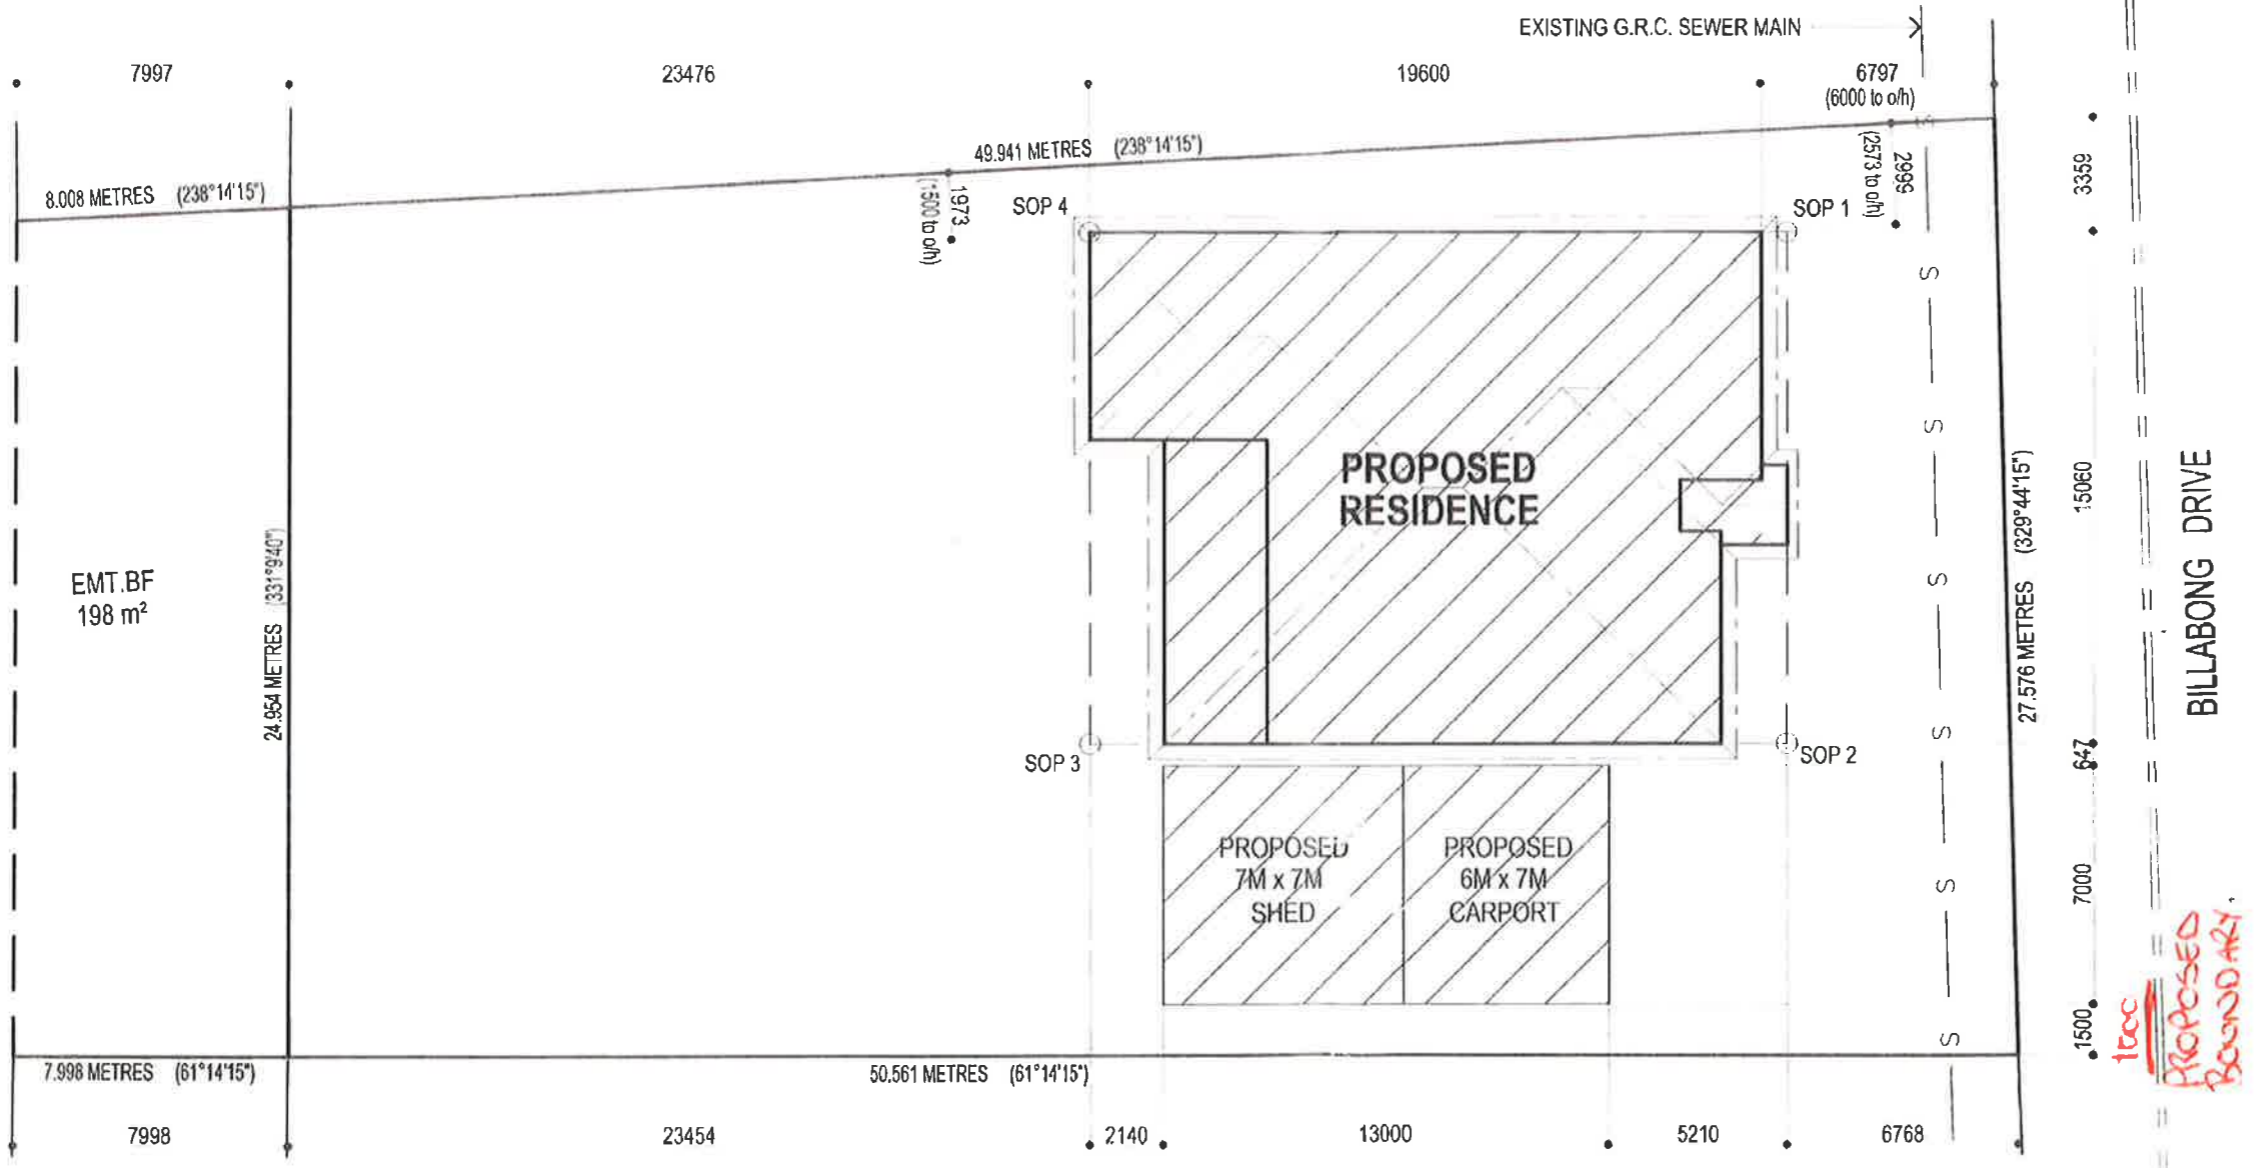 EXISTING G.R.C. SEWER MAIN
7997
23476
19600
6797
(6000 to o/h)
49.941 METRES (238°14'15")
8.008 METRES (238°14'15")
1973
(1500 to o/h)
SOP 4
SOP 1
2999
(2573 to o/h)
3359
S
S
S
S
S
S
S
PROPOSED
RESIDENCE
15060
27.576 METRES (329°44'15")
BILLABONG DRIVE
EMT.BF
198 m²
24.954 METRES (331°9'40")
SOP 3
SOP 2
647
PROPOSED
7M x 7M
SHED
PROPOSED
6M x 7M
CARPORT
7000
1500
PROPOSED
BOUNDARY.
7.998 METRES (61°14'15")
50.561 METRES (61°14'15")
7998
23454
2140
13000
5210
6768